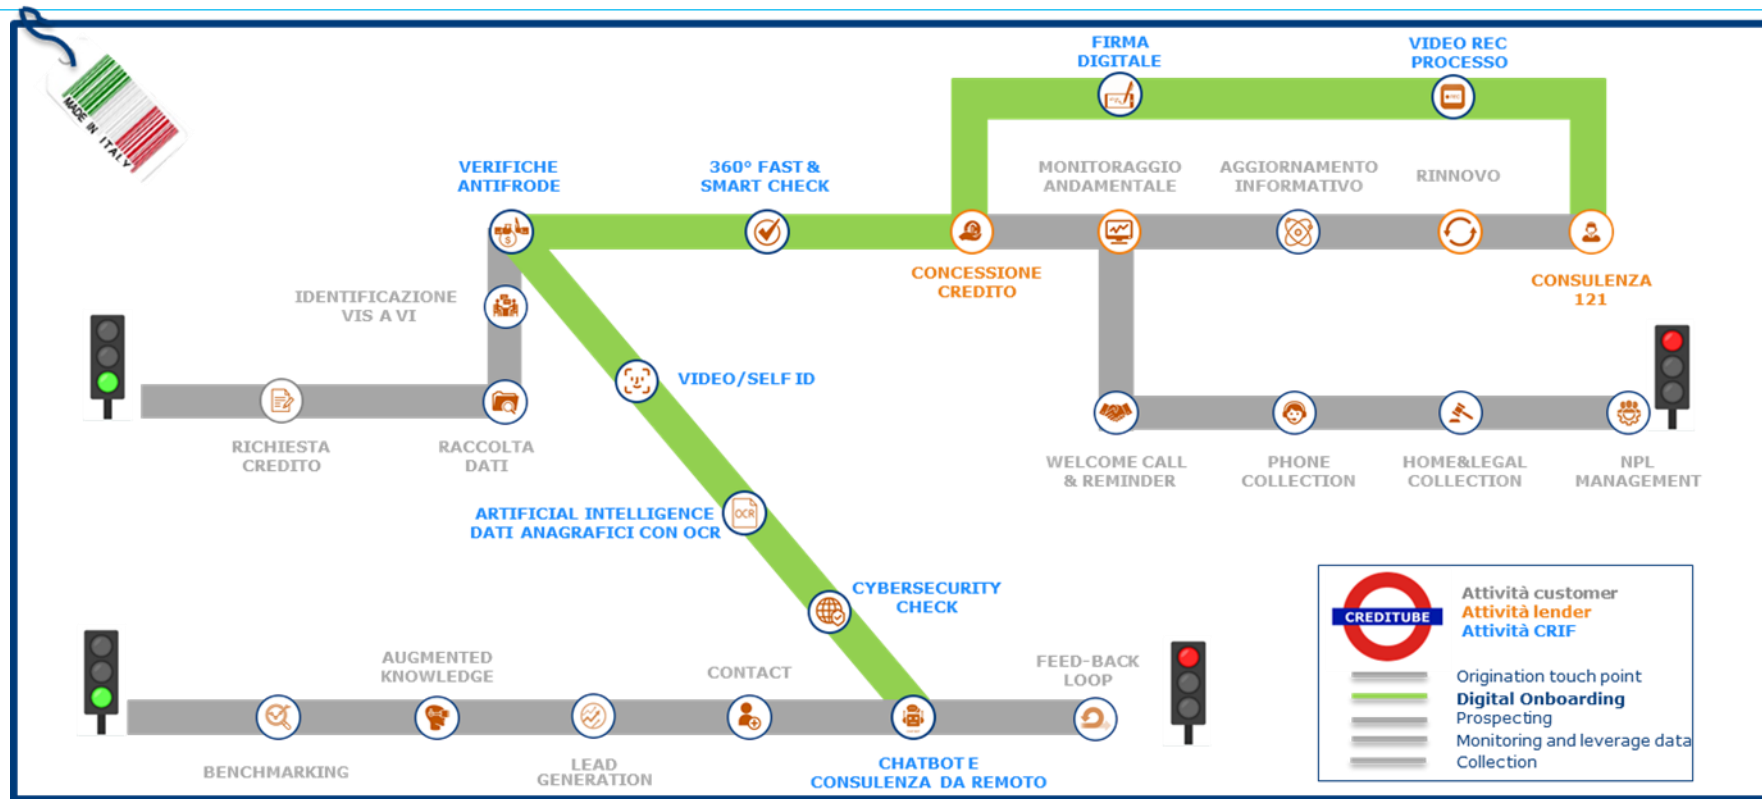 MADE IN ITALY
FIRMA
DIGITALE
VIDEO REC
PROCESSO
REC
VERIFICHE
ANTIFRODE
360° FAST &
SMART CHECK
MONITORAGGIO
ANDAMENTALE
AGGIORNAMENTO
INFORMATIVO
RINNOVO
CONCESSIONE
CREDITO
CONSULENZA
121
IDENTIFICAZIONE
VIS A VI
VIDEO/SELF ID
RICHIESTA
CREDITO
RACCOLTA
DATI
WELCOME CALL
& REMINDER
PHONE
COLLECTION
HOME&LEGAL
COLLECTION
NPL
MANAGEMENT
ARTIFICIAL INTELLIGENCE
DATI ANAGRAFICI CON OCR
OCR
CYBERSECURITY
CHECK
AUGMENTED
KNOWLEDGE
CONTACT
FEED-BACK
LOOP
BENCHMARKING
LEAD
GENERATION
CHATBOT E
CONSULENZA DA REMOTO
CREDITUBE
Attività customer
Attività lender
Attività CRIF
Origination touch point
Digital Onboarding
Prospecting
Monitoring and leverage data
Collection